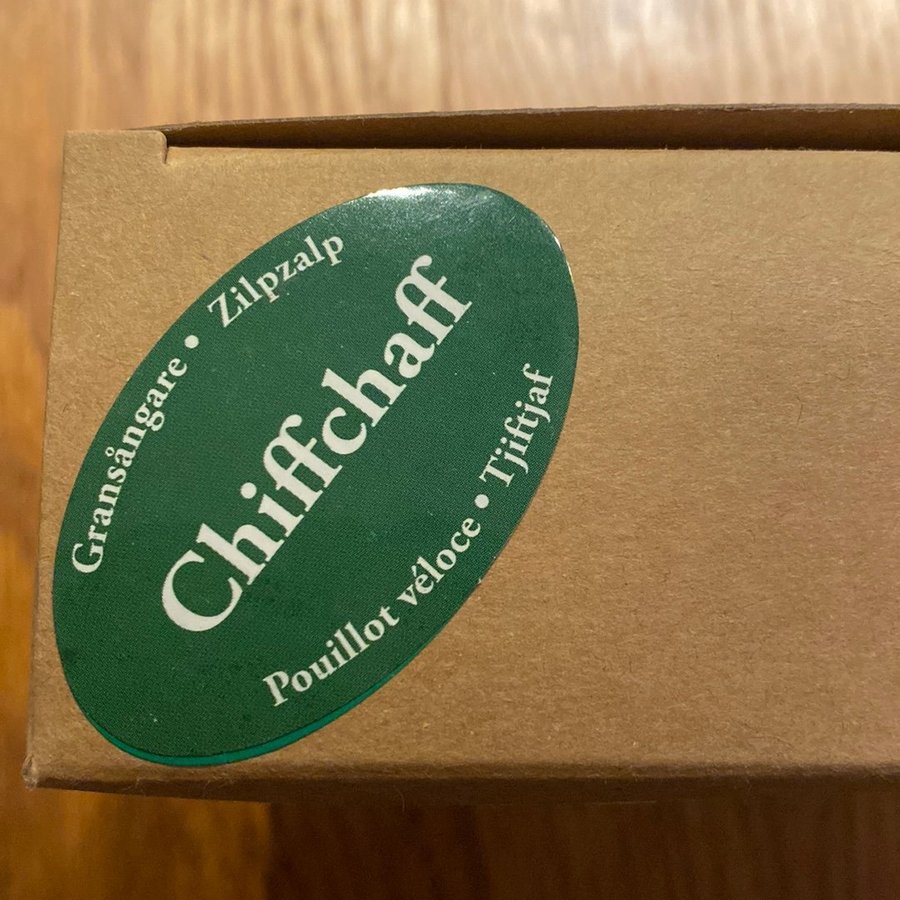 Gransångare • Zilpzalp
Chiffchaff
Pouillot véloce • Tjiftjaf